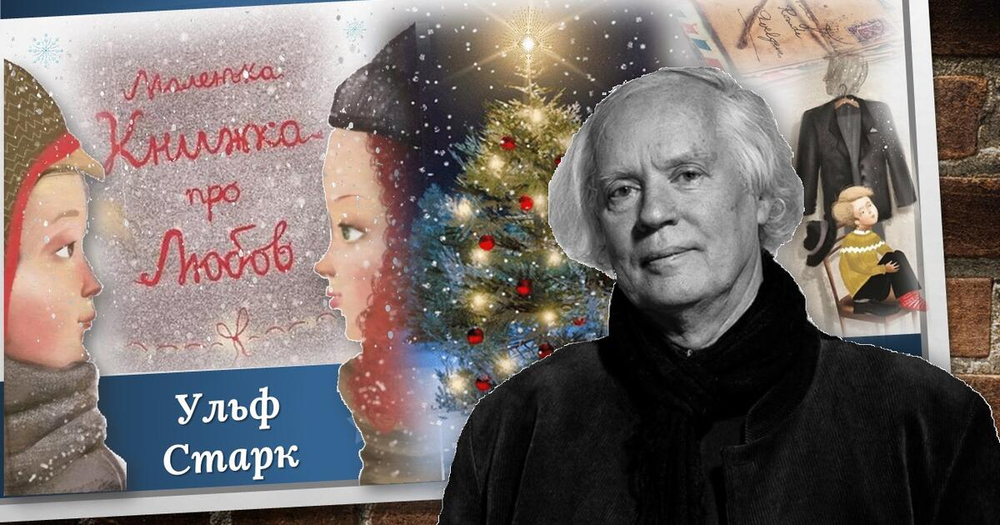 Маленька
Книжка
про
Любов
Ульф
Старк